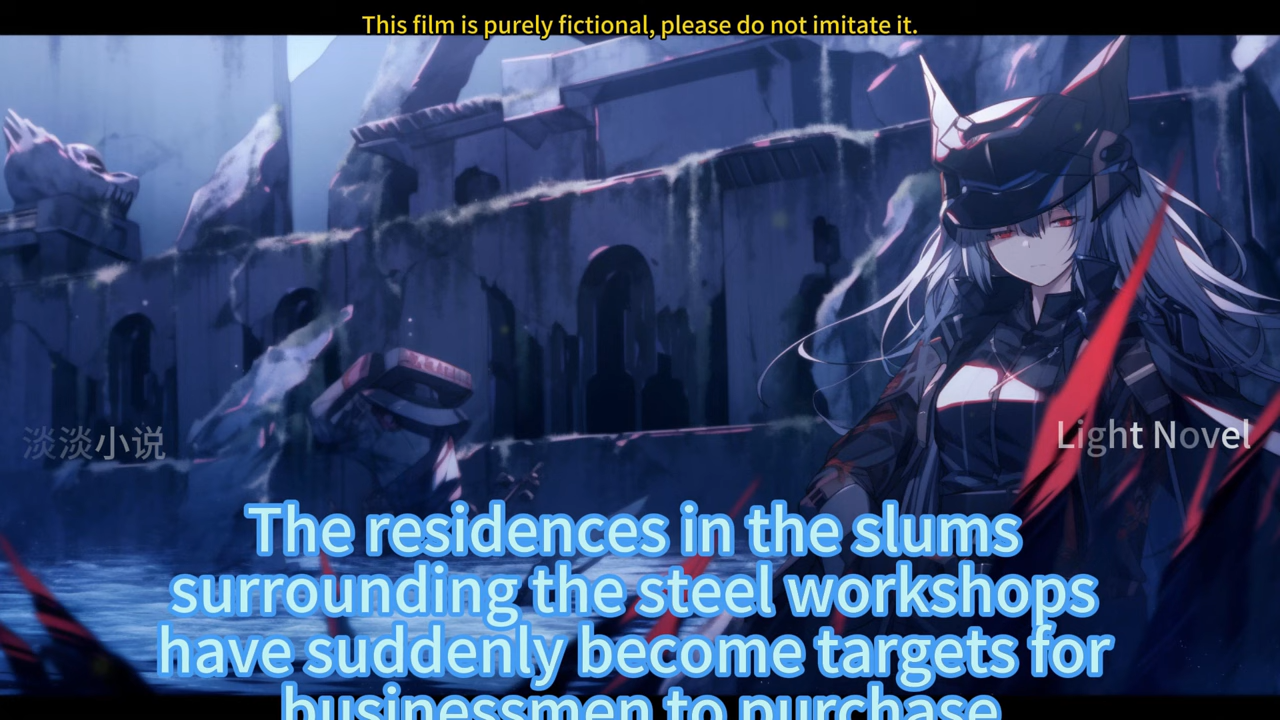 This film is purely fictional, please do not imitate it.
淡淡小说
Light Novel
The residences in the slums
surrounding the steel workshops
have suddenly become targets for
businessmen to purchase